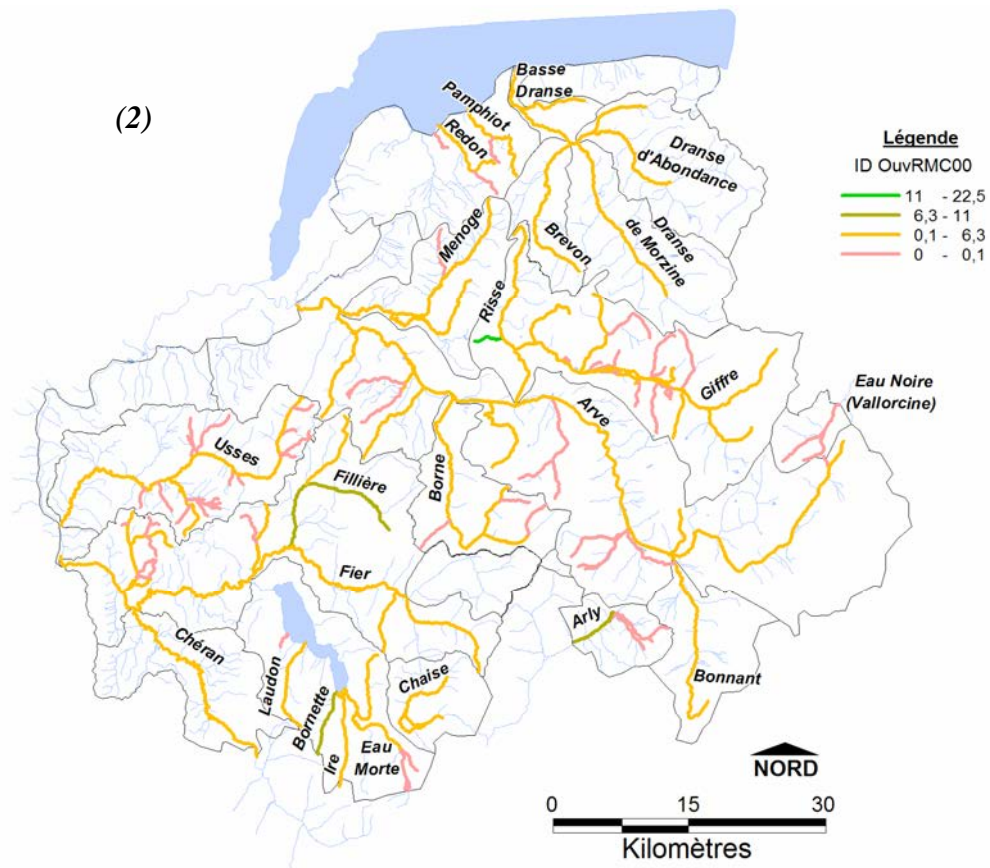 (2)
Basse
Dranse
Pamphiot
Redon
Dranse
d'Abondance
Légende
ID OuvRMC00
11 - 22,5
6,3 - 11
0,1 - 6,3
0 - 0,1
Menoge
Brevon
Dranse
de Morzine
Risse
Giffre
Eau Noire
(Vallorcine)
Arve
Usses
Fillière
Borne
Fier
Arly
Chéran
Laudon
Bornette
Chaise
Bonnant
Ire
Eau
Morte
NORD
0 15 30
Kilomètres